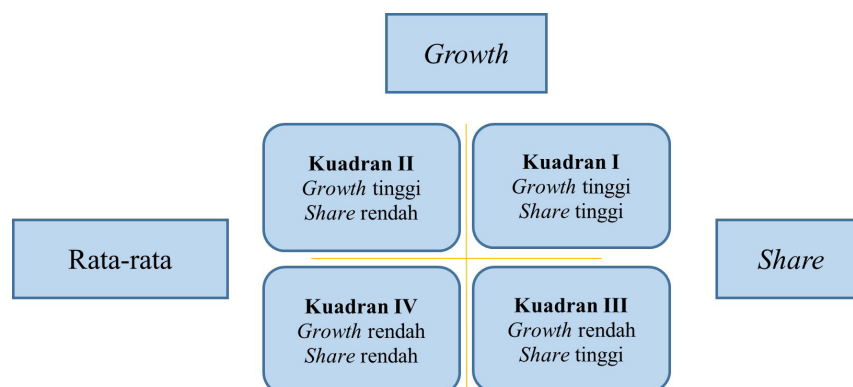 Growth
Kuadran II
Growth tinggi
Share rendah
Kuadran I
Growth tinggi
Share tinggi
Rata-rata
Share
Kuadran IV
Growth rendah
Share rendah
Kuadran III
Growth rendah
Share tinggi